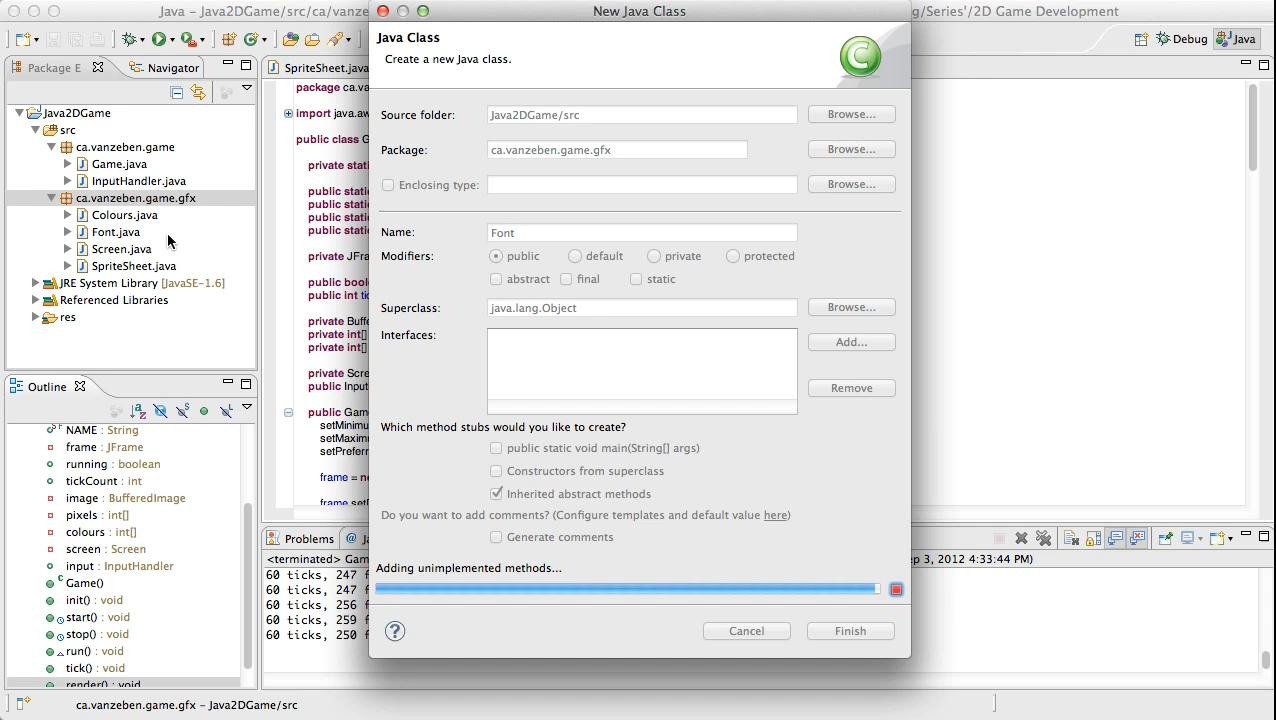 Java – Java2DGame/src/ca/vanze
New Java Class
g/Series'/2D Game Development
Debug
Java
Package E
Navigator
Java2DGame
src
ca.vanzeben.game
Game.java
InputHandler.java
ca.vanzeben.game.gfx
Colours.java
Font.java
Screen.java
SpriteSheet.java
JRE System Library [JavaSE-1.6]
Referenced Libraries
res
Outline
NAME : String
frame : JFrame
running : boolean
tickCount : int
image : BufferedImage
pixels : int[]
colours : int[]
screen : Screen
input : InputHandler
Game()
init() : void
start() : void
stop() : void
run() : void
tick() : void
render() : void
SpriteSheet.java
package ca.va
import java.aw
public class G
private stati
public stati
public stati
public stati
public stati
private JFr
public bool
public int tic
private Buff
private int[]
private int[]
private Scre
public Input
public Gam
setMinimu
setMaximu
setPreferr
frame = ne
frame.setD
Java Class
Create a new Java class.
Source folder:
Java2DGame/src
Browse...
Package:
ca.vanzeben.game.gfx
Browse...
Enclosing type:
Browse...
Name:
Font
Modifiers:
public
default
private
protected
abstract
final
static
Superclass:
java.lang.Object
Browse...
Interfaces:
Add...
Remove
Which method stubs would you like to create?
public static void main(String[] args)
Constructors from superclass
Inherited abstract methods
Do you want to add comments? (Configure templates and default value here)
Generate comments
Adding unimplemented methods...
Cancel
Finish
Problems
@ Ja
<terminated> Gam
ep 3, 2012 4:33:44 PM)
60 ticks, 247 f
60 ticks, 247 f
60 ticks, 256 f
60 ticks, 259 f
60 ticks, 250 f
ca.vanzeben.game.gfx – Java2DGame/src